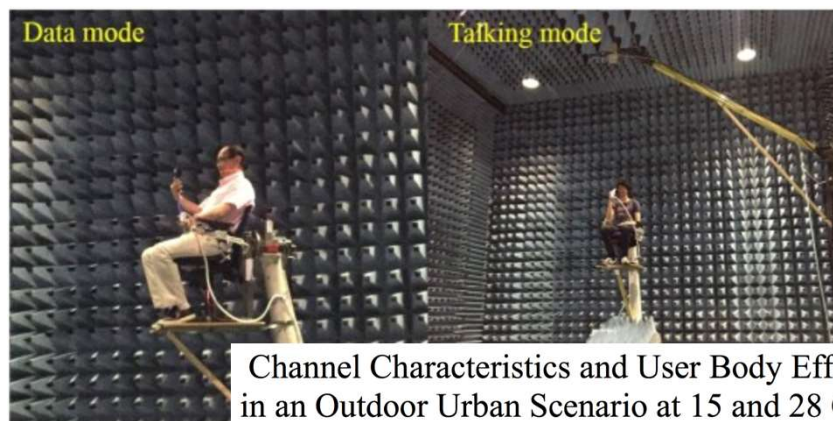 Data mode
Talking mode
Channel Characteristics and User Body
in an Outdoor Urban Scenario at 15 and 28